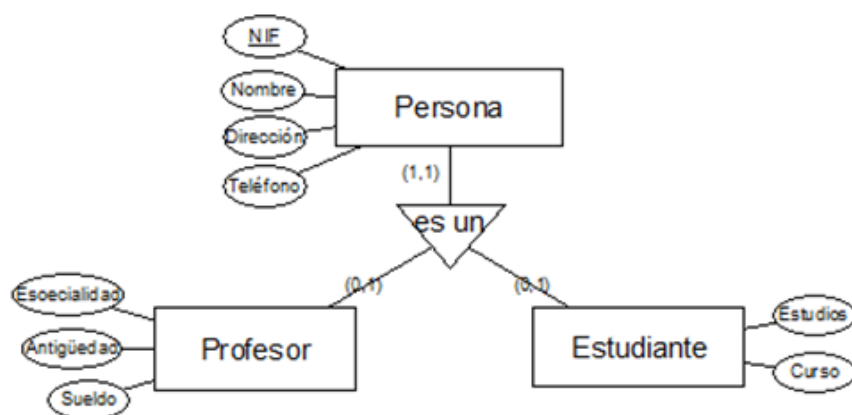 NIF
Nombre
Persona
Dirección
Teléfono
(1,1)
es un
(0,1)
(0,1)
Esoecialidad
Estudios
Profesor
Estudiante
Antigüedad
Curso
Sueldo